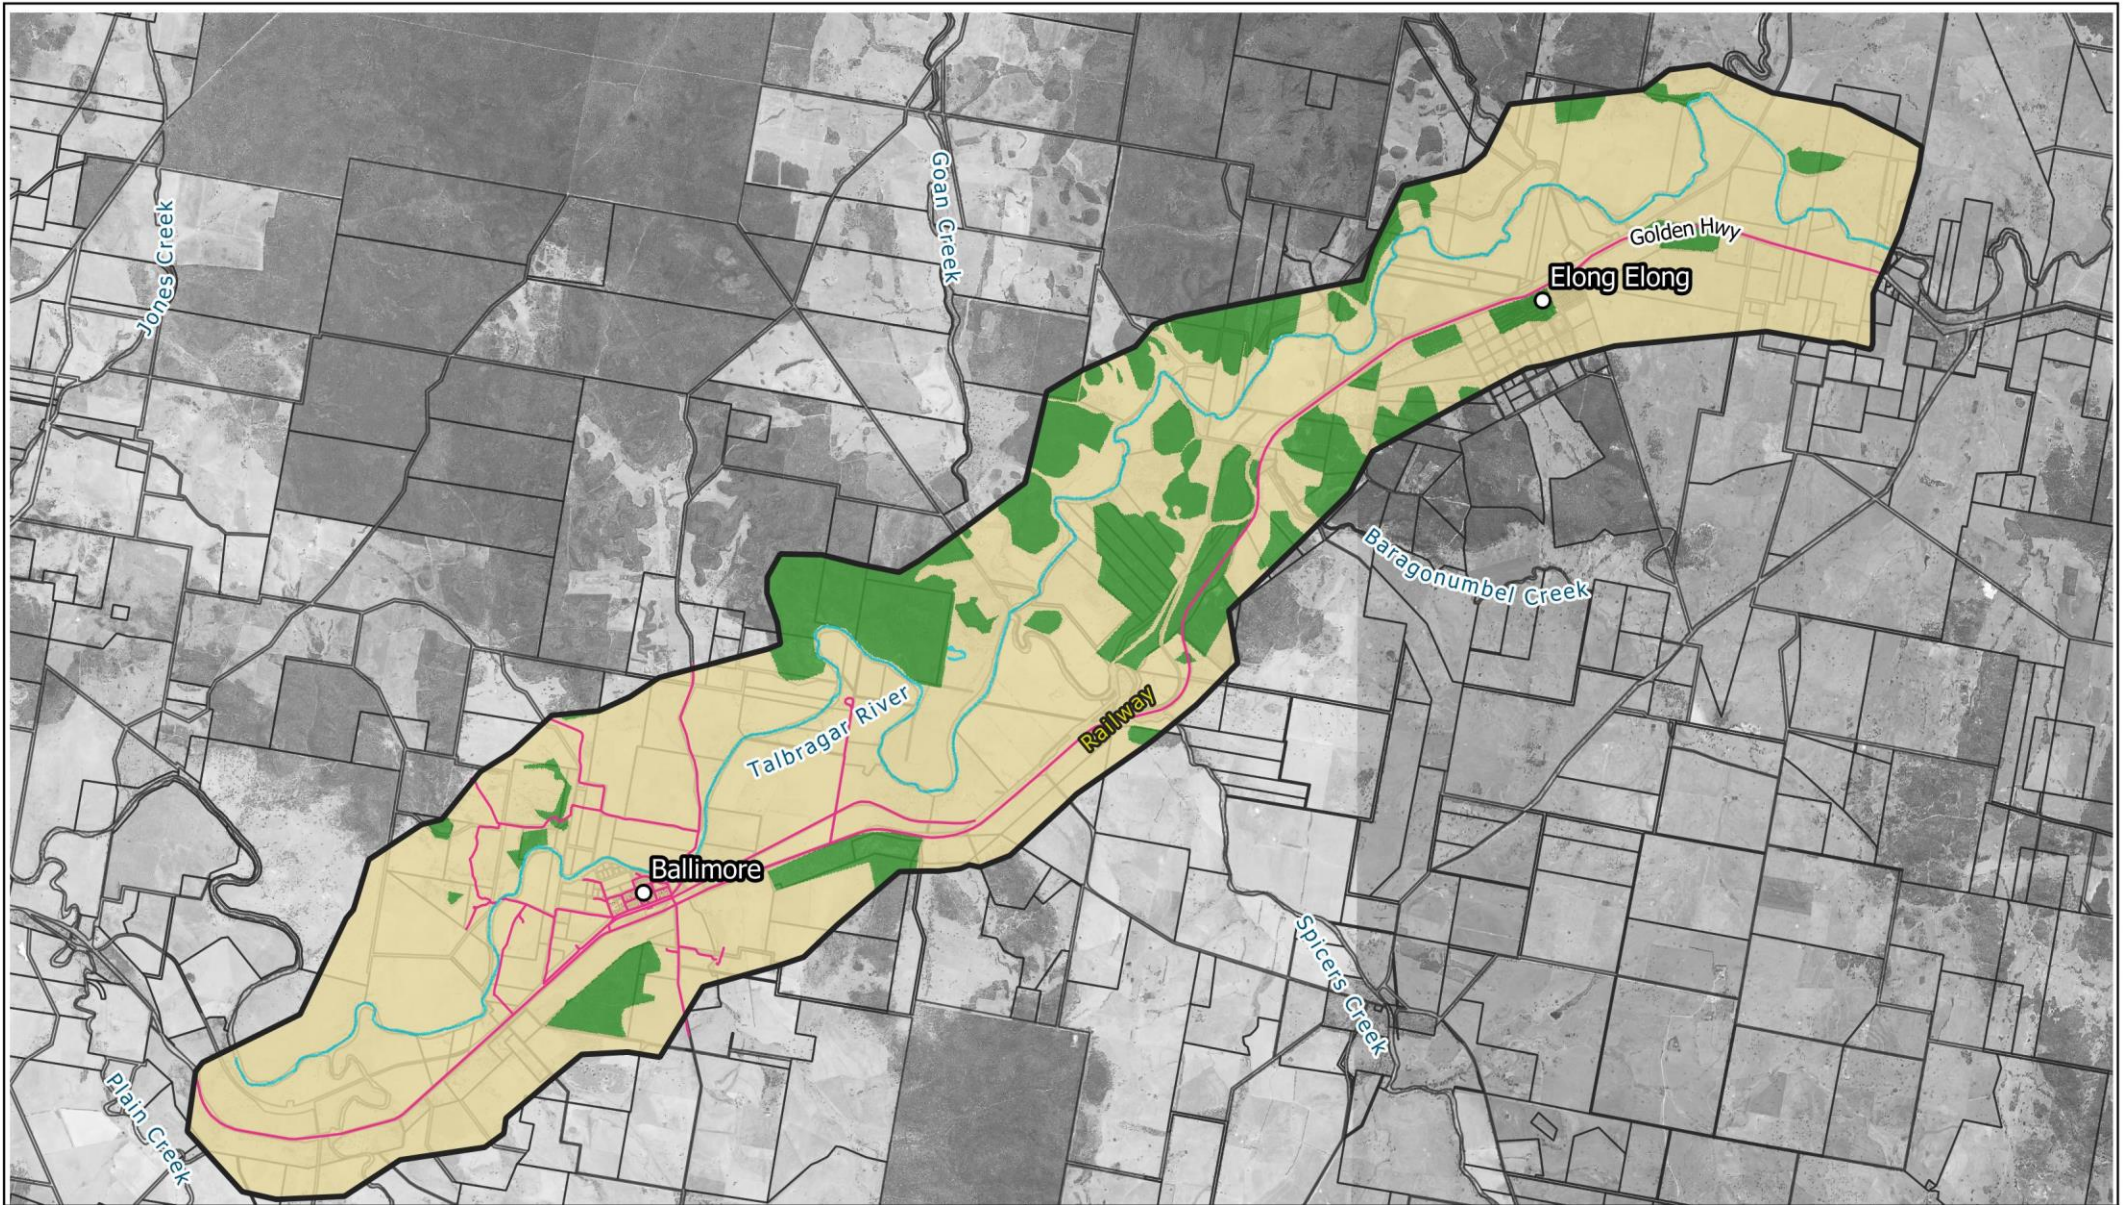 Jones Creek
Goan Creek
Golden Hwy
Elong Elong
Baragonumbel Creek
Talbragar River
Railway
Ballimore
Spicers Creek
Plain Creek